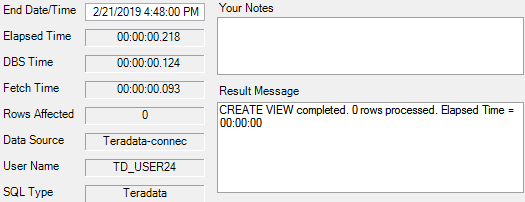 End Date/Time 2/21/2019 4:48:00 PM
Elapsed Time 00:00:00.218
DBS Time 00:00:00.124
Fetch Time 00:00:00.093
Rows Affected 0
Data Source Teradata-connec
User Name TD_USER24
SQL Type Teradata
Your Notes
Result Message
CREATE VIEW completed. 0 rows processed. Elapsed Time =
00:00:00